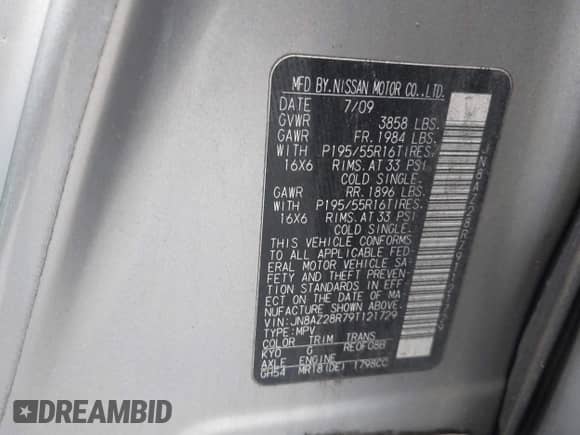 MFD BY.NISSAN MOTOR CO.,LTD.
DATE 7/09
GVWR 3858 LBS.
GAWR FR.1984 LBS.
WITH P195/55R16TIRES.
16X6 RIMS.AT 33 PSI
COLD SINGLE.
GAWR RR.1896 LBS.
WITH P195/55R16TIRES.
16X6 RIMS.AT 33 PSI
COLD SINGLE.
THIS VEHICLE CONFORMS
TO ALL APPLICABLE FED-
ERAL MOTOR VEHICLE SA-
FETY AND THEFT PREVEN-
TION STANDARDS IN EFF-
ECT ON THE DATE OF MA-
NUFACTURE SHOWN ABOVE.
VIN:JN8AZ28R79T121729
TYPE:MPV
COLOR TRIM TRANS
KY0 G RE0F08B
AXLE ENGINE
GH54 MR18(DE) 1798CC
JN8AZ28R79T121729
DREAMBID